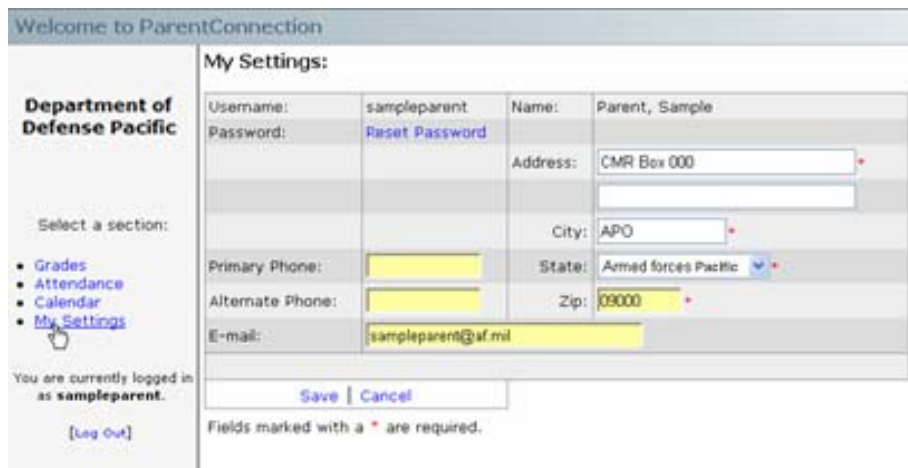 Welcome to ParentConnection
Department of
Defense Pacific
Select a section:
Grades
Attendance
Calendar
My Settings
You are currently logged in
as sampleparent.
[Log Out]
My Settings:
Username: sampleparent Name: Parent, Sample
Password: Reset Password
Address: CMR Box 000 *
City: APO *
Primary Phone: State: Armed forces Pacific *
Alternate Phone: Zip: 09000 *
E-mail: sampleparent@af.mil
Save | Cancel
Fields marked with a * are required.